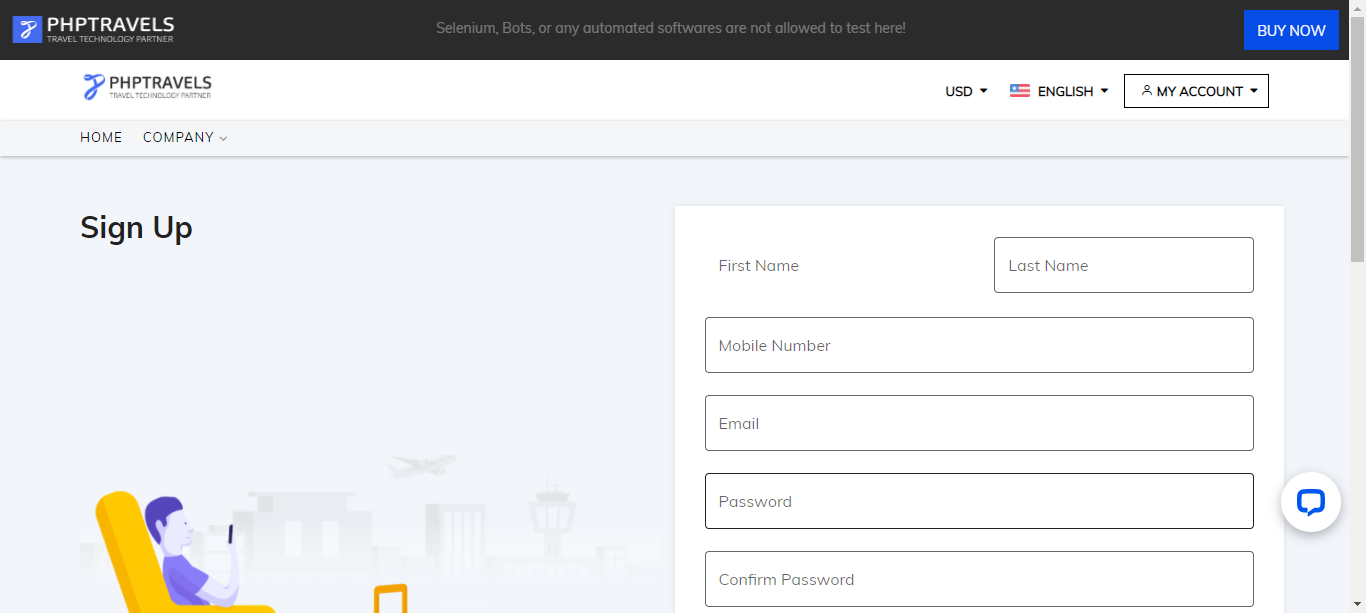 PHPTRAVELS
TRAVEL TECHNOLOGY PARTNER
Selenium, Bots, or any automated softwares are not allowed to test here!
BUY NOW
PHPTRAVELS
TRAVEL TECHNOLOGY PARTNER
USD
ENGLISH
MY ACCOUNT
HOME
COMPANY
Sign Up
First Name
Last Name
Mobile Number
Email
Password
Confirm Password